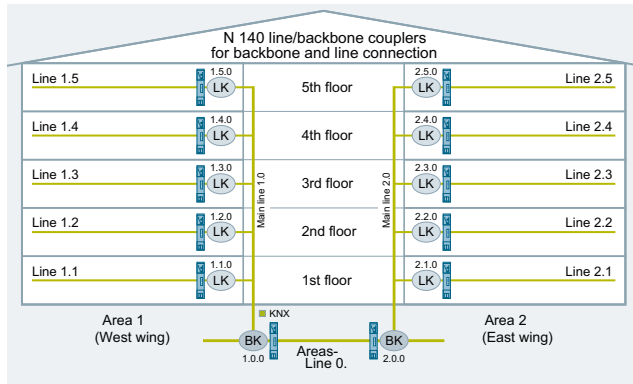 N 140 line/backbone couplers
for backbone and line connection
Line 1.5
1.5.0
LK
5th floor
2.5.0
LK
Line 2.5
Line 1.4
1.4.0
LK
4th floor
2.4.0
LK
Line 2.4
Line 1.3
1.3.0
LK
3rd floor
2.3.0
LK
Line 2.3
Main line 1.0
Main line 2.0
Line 1.2
1.2.0
LK
2nd floor
2.2.0
LK
Line 2.2
Line 1.1
1.1.0
LK
1st floor
2.1.0
LK
Line 2.1
KNX
Area 1
(West wing)
BK
1.0.0
Areas-
Line 0.
BK
2.0.0
Area 2
(East wing)